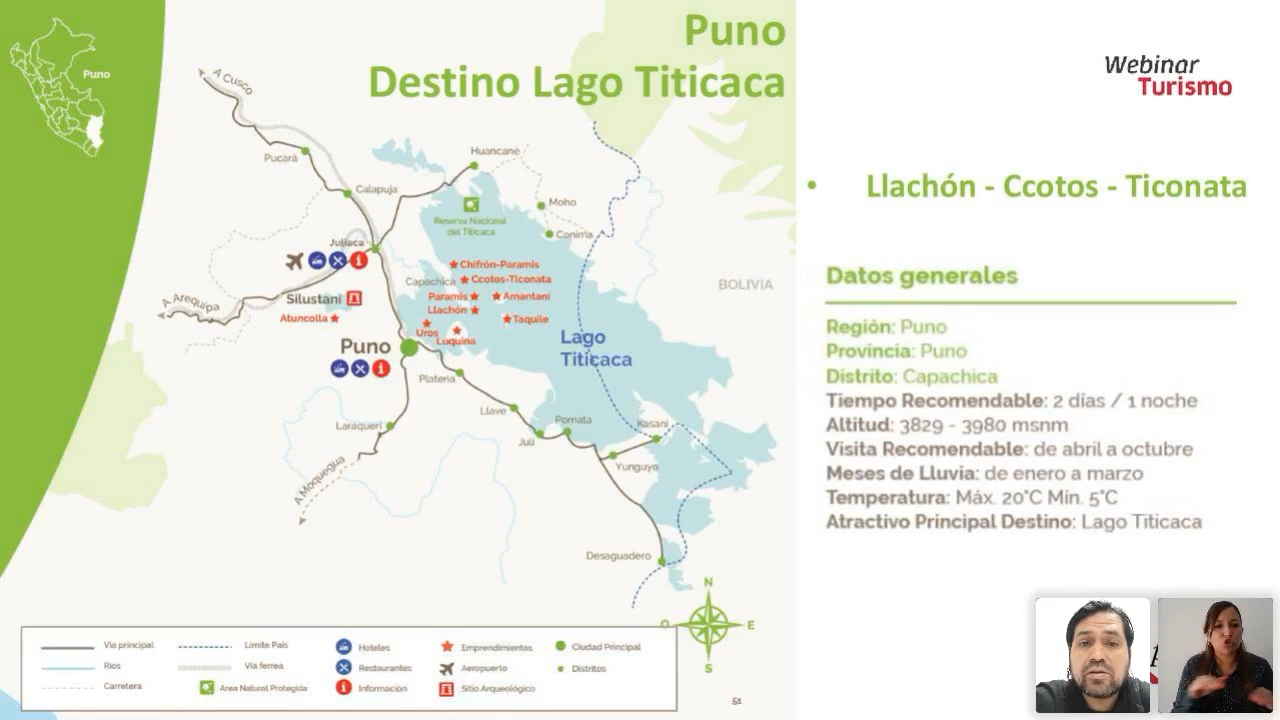 Puno
Destino Lago Titicaca
Puno
Webinar
Turismo
• Llachón - Ccotos - Ticonata
Datos generales
Región: Puno
Provincia: Puno
Distrito: Capachica
Tiempo Recomendable: 2 días / 1 noche
Altitud: 3829 - 3980 msnm
Visita Recomendable: de abril a octubre
Meses de Lluvia: de enero a marzo
Temperatura: Máx. 20°C Mín. 5°C
Atractivo Principal Destino: Lago Titicaca
A Cusco
Pucará
Calapuja
Huancané
Moho
Conima
Reserva Nacional
del Titicaca
Juliaca
Chifrón-Paramis
Capachica
Ccotos-Ticonata
BOLIVIA
A Arequipa
Silustani
Paramis
Amantaní
Llachón
Atuncolla
Taquile
Uros
Luquina
Lago
Titicaca
Puno
Plateria
Llave
Laraqueri
Juli
Pomata
Kasani
Yunguyo
A Moquegua
Desaguadero
N
O
E
S
Vía principal
Límite País
Hoteles
Emprendimientos
Ciudad Principal
Ríos
Vía ferrea
Restaurantes
Aeropuerto
Distritos
Carretera
Area Natural Protegida
Información
Sitio Arqueológico
51